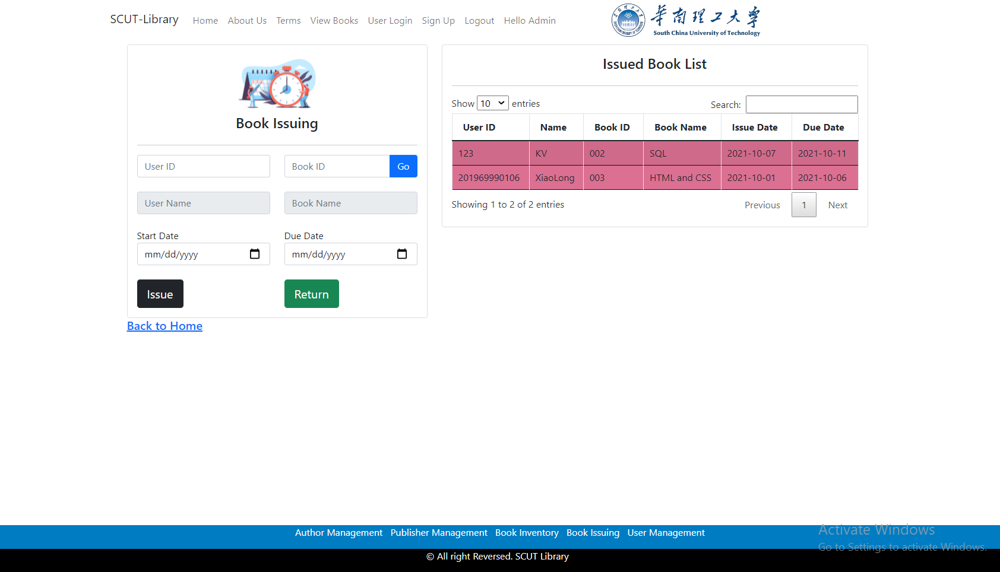 SCUT-Library Home About Us Terms View Books User Login Sign Up Logout Hello Admin
華南理工大學
South China University of Technology
Book Issuing
User ID Book ID Go
User Name Book Name
Start Date Due Date
mm/dd/yyyy mm/dd/yyyy
Issue Return
Back to Home
Issued Book List
Show 10 entries Search:
User ID Name Book ID Book Name Issue Date Due Date
123 KV 002 SQL 2021-10-07 2021-10-11
201969990106 XiaoLong 003 HTML and CSS 2021-10-01 2021-10-06
Showing 1 to 2 of 2 entries Previous 1 Next
Author Management Publisher Management Book Inventory Book Issuing User Management
© All right Reversed. SCUT Library
Activate Windows
Go to Settings to activate Windows.